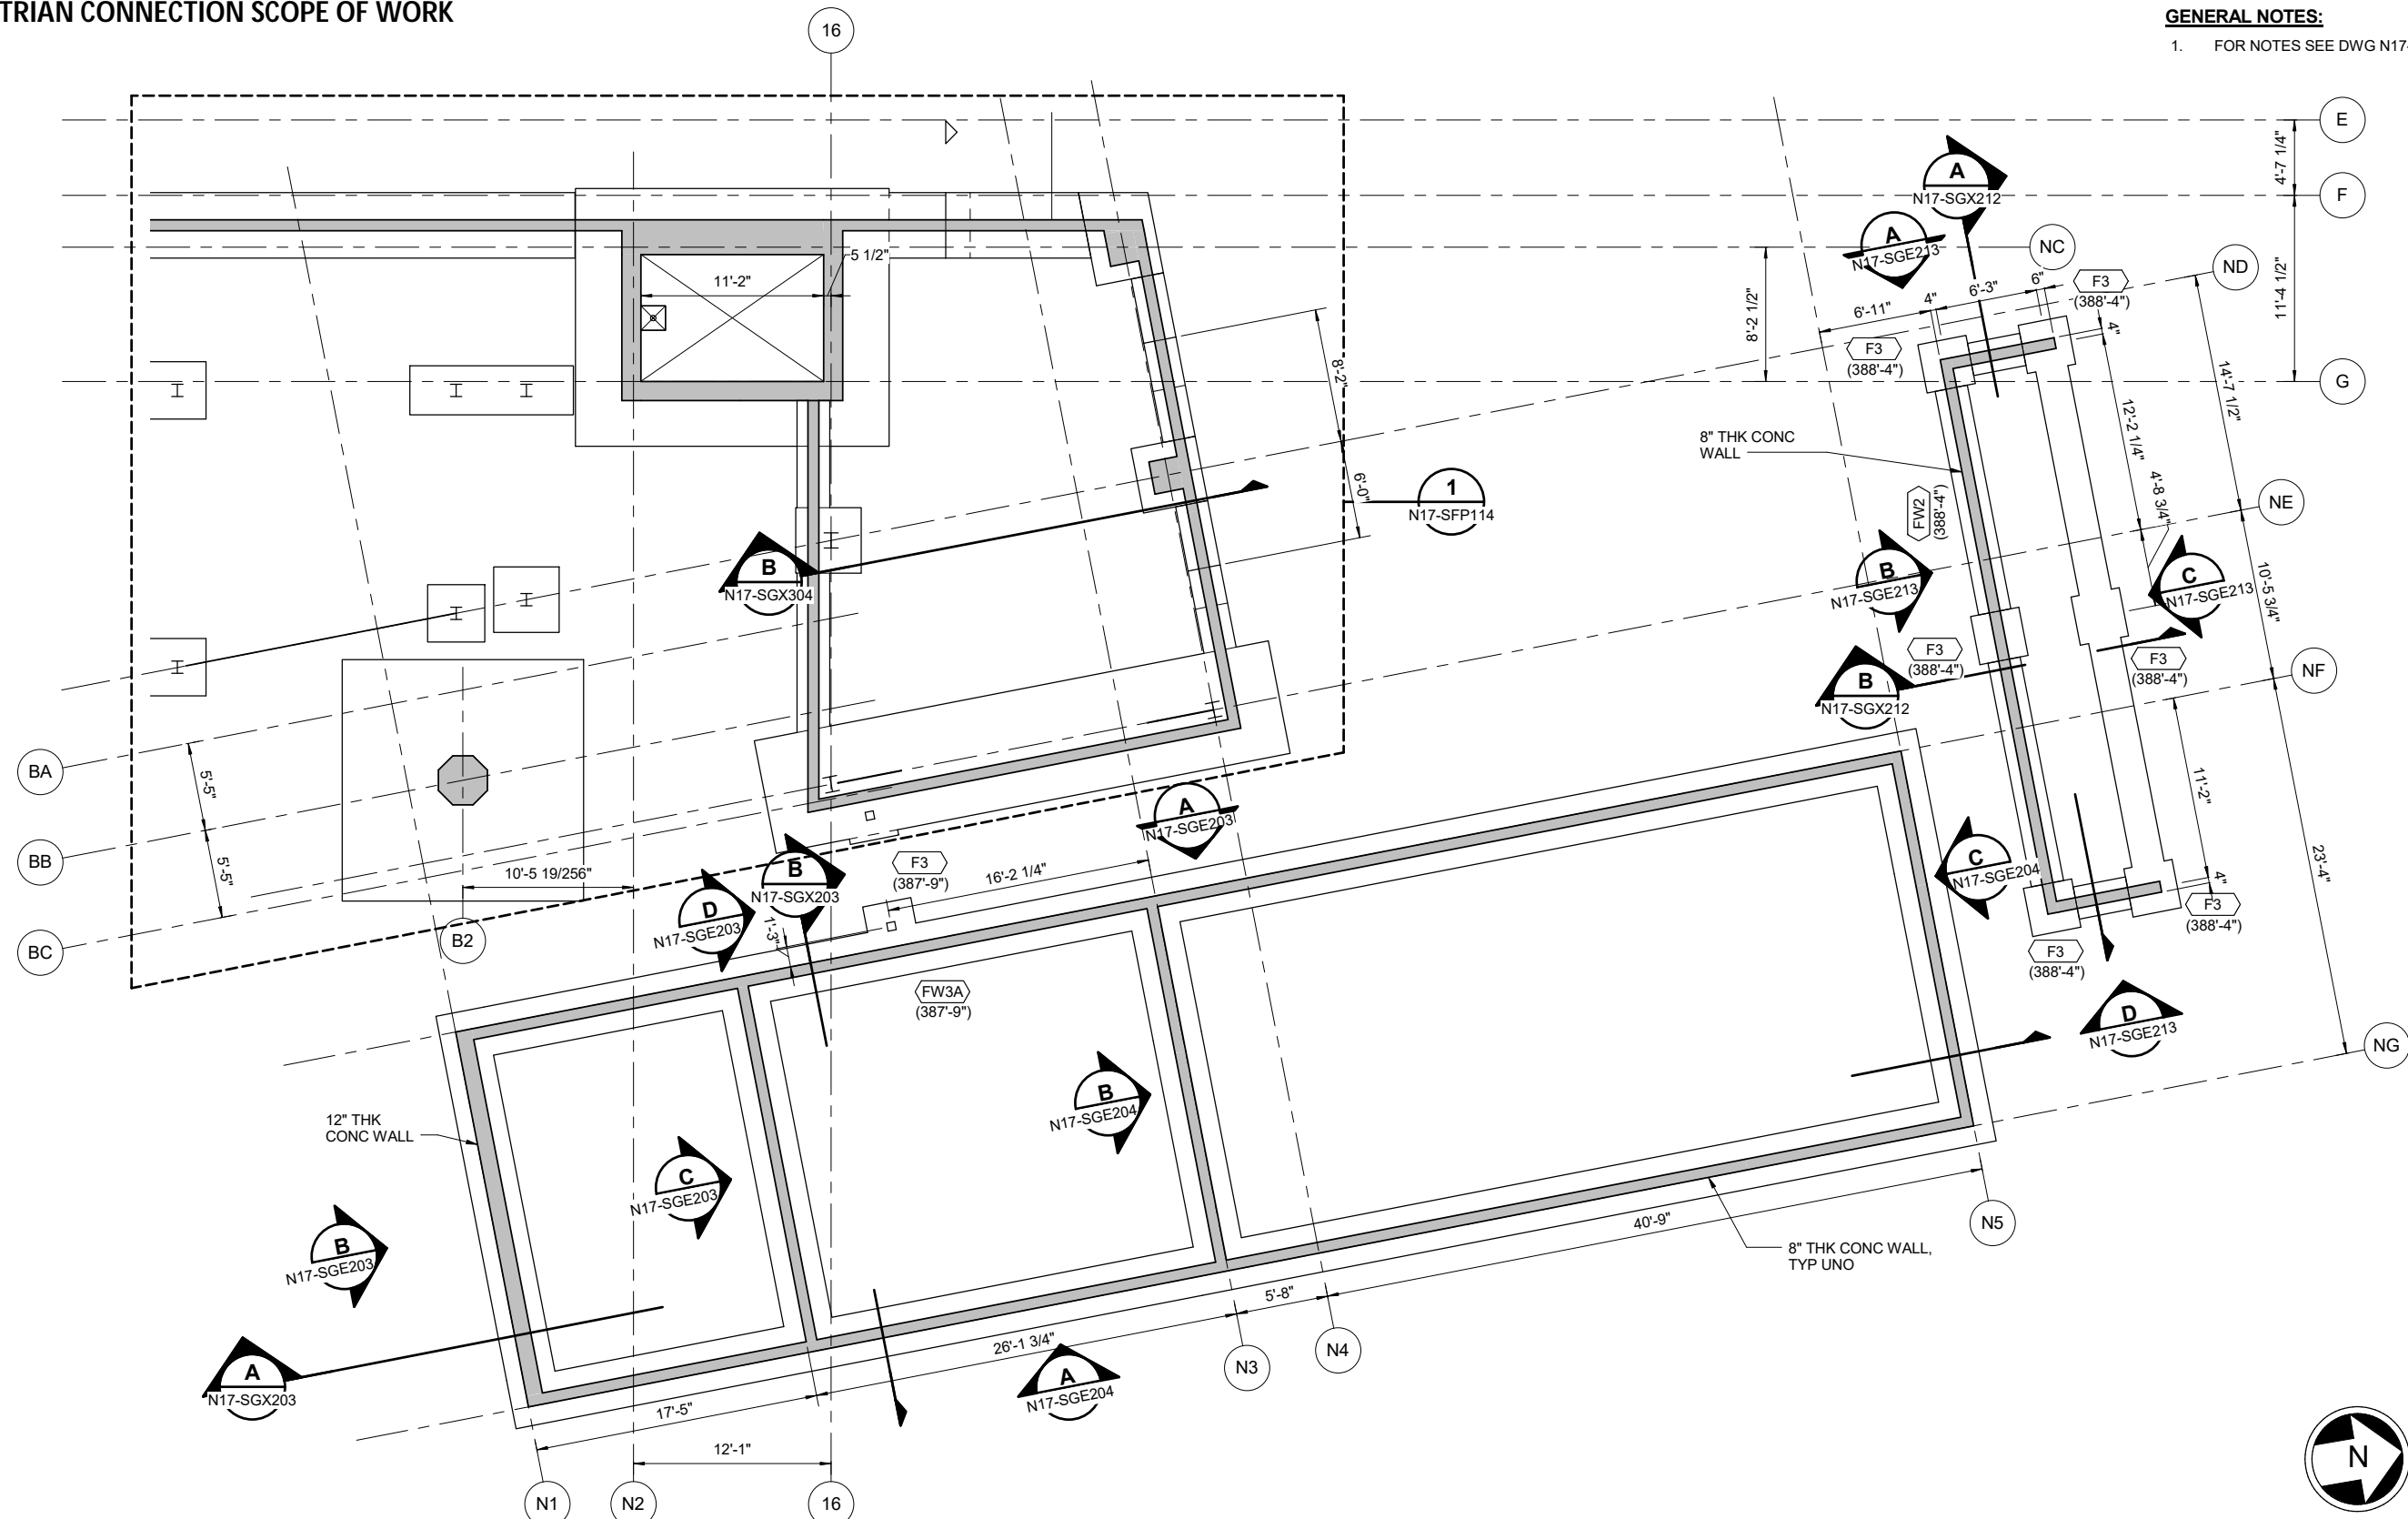 TRIAN CONNECTION SCOPE OF WORK
GENERAL NOTES:
1. FOR NOTES SEE DWG N17-
16
E
4'-7 1/4"
F
11'-4 1/2"
G
NC
8'-2 1/2"
ND
A
N17-SGX212
A
N17-SGE213
6'-11"
4"
6'-3"
6"
F3
(388'-4")
F3
(388'-4")
4"
14'-7 1/2"
12'-2 1/4"
4'-8 3/4"
5 1/2"
11'-2"
8'-2"
6'-0"
8" THK CONC
WALL
FW2
(388'-4")
1
N17-SFP114
NE
10'-5 3/4"
B
N17-SGX304
B
N17-SGE213
C
N17-SGE213
F3
(388'-4")
F3
(388'-4")
B
N17-SGX212
NF
11'-2"
23'-4"
4"
BA
5'-5"
BB
5'-5"
BC
B2
10'-5 19/256"
A
N17-SGE203
B
N17-SGX203
D
N17-SGE203
F3
(387'-9")
16'-2 1/4"
1'-3"
FW3A
(387'-9")
C
N17-SGE204
F3
(388'-4")
F3
(388'-4")
D
N17-SGE213
NG
12" THK
CONC WALL
B
N17-SGE204
C
N17-SGE203
B
N17-SGE203
A
N17-SGX203
A
N17-SGE204
40'-9"
5'-8"
26'-1 3/4"
17'-5"
12'-1"
8" THK CONC WALL,
TYP UNO
N5
N4
N3
N1
N2
16
N